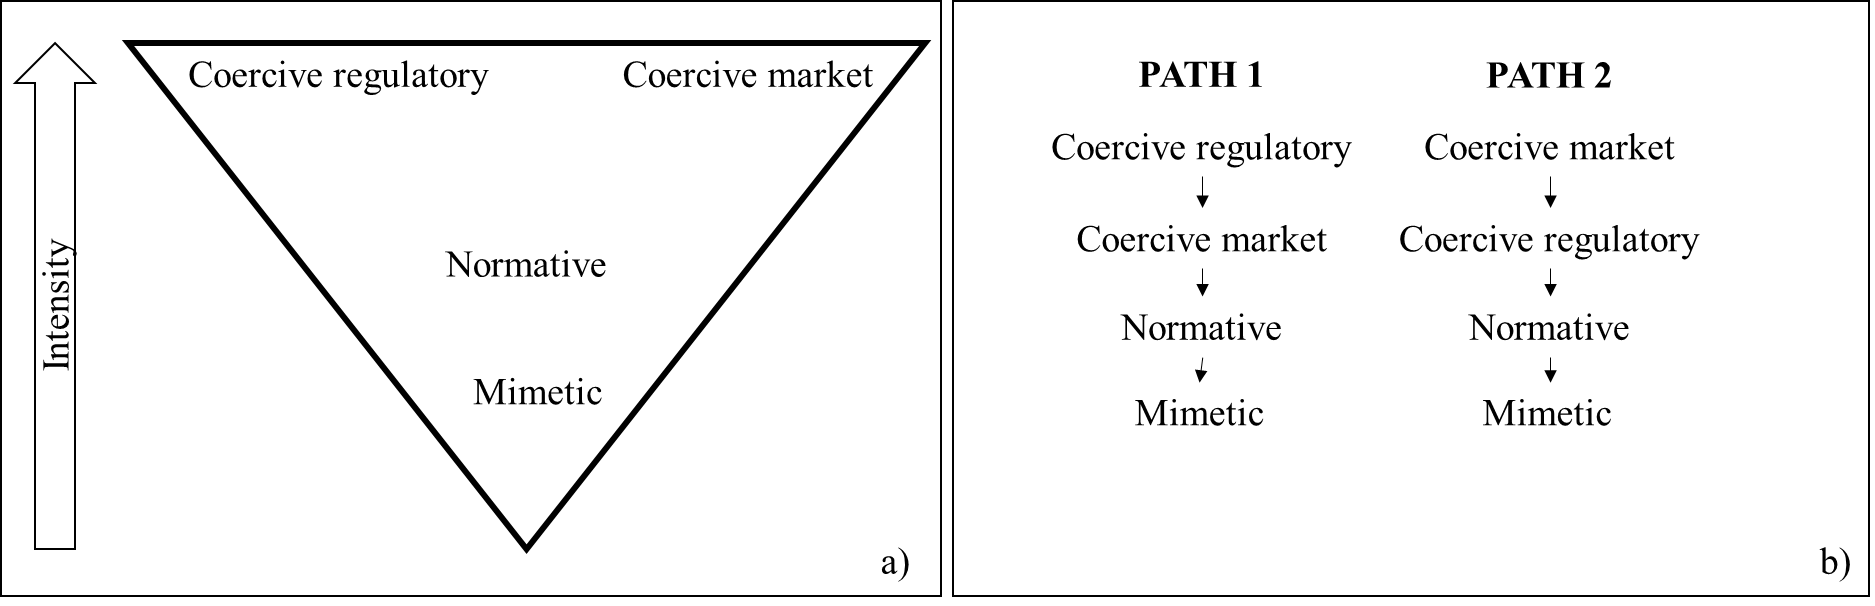 Coercive regulatory
Coercive market
Normative
Mimetic
Intensity
a)
PATH 1
Coercive regulatory
Coercive market
Normative
Mimetic
PATH 2
Coercive market
Coercive regulatory
Normative
Mimetic
b)